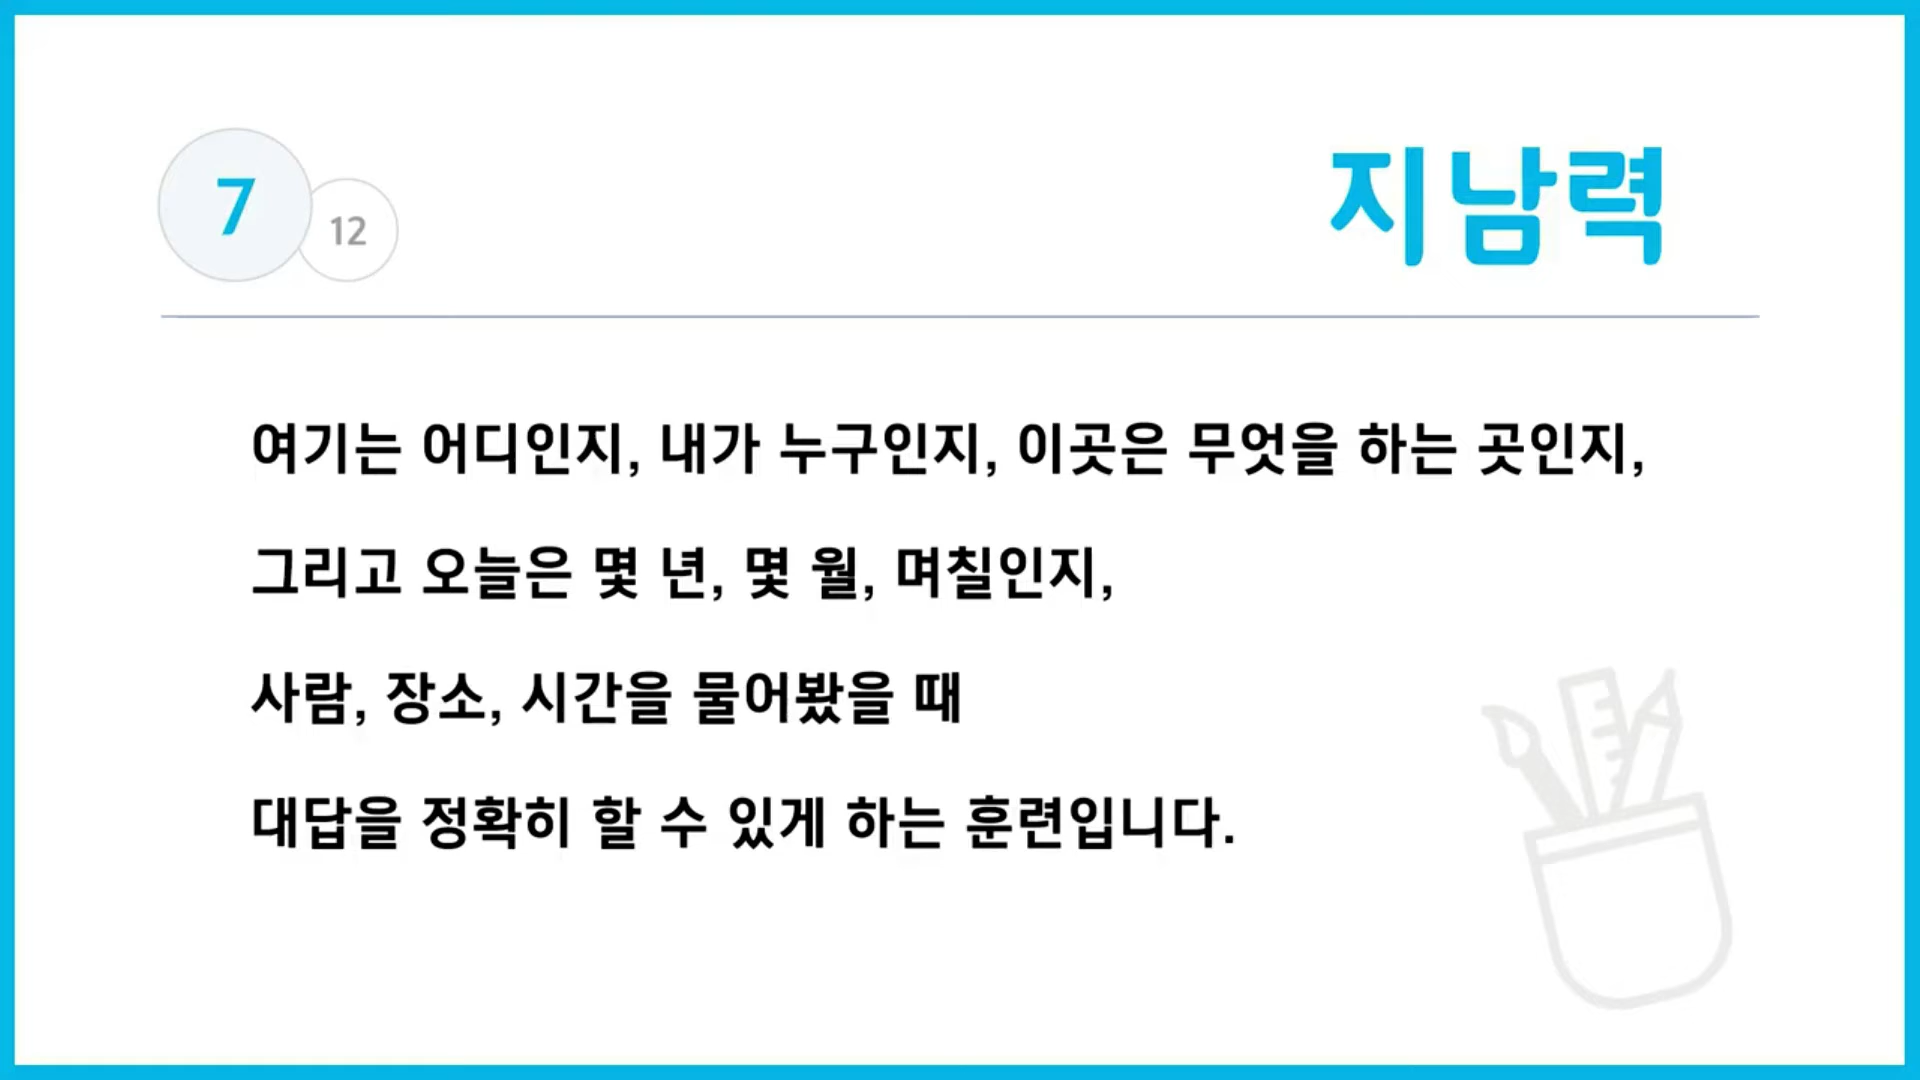 7
12
지남력
여기는 어디인지, 내가 누구인지, 이곳은 무엇을 하는 곳인지,
그리고 오늘은 몇 년, 몇 월, 며칠인지,
사람, 장소, 시간을 물어봤을 때
대답을 정확히 할 수 있게 하는 훈련입니다.